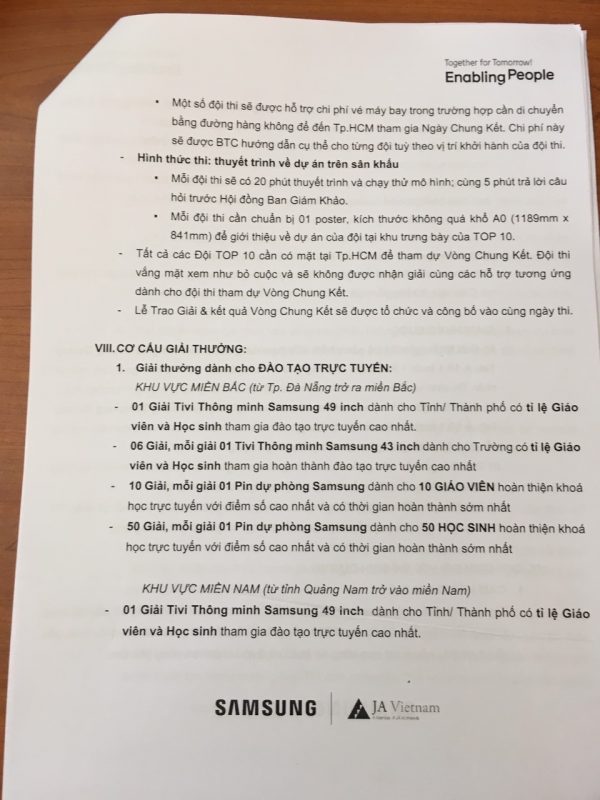 Together for Tomorrow!
Enabling People
• Một số đội thi sẽ được hỗ trợ chi phí vé máy bay trong trường hợp cần di chuyển
bằng đường hàng không để đến Tp.HCM tham gia Ngày Chung Kết. Chi phí này
sẽ được BTC hướng dẫn cụ thể cho từng đội tuỳ theo vị trí khởi hành của đội thi.
- Hình thức thi: thuyết trình về dự án trên sân khấu
• Mỗi đội thi sẽ có 20 phút thuyết trình và chạy thử mô hình; cùng 5 phút trả lời câu
hỏi trước Hội đồng Ban Giám Khảo.
• Mỗi đội thi cần chuẩn bị 01 poster, kích thước không quá khổ A0 (1189mm x
841mm) để giới thiệu về dự án của đội tại khu trưng bày của TOP 10.
- Tất cả các Đội TOP 10 cần có mặt tại Tp.HCM để tham dự Vòng Chung Kết. Đội thi
vắng mặt xem như bỏ cuộc và sẽ không được nhận giải cùng các hỗ trợ tương ứng
dành cho đội thi tham dự Vòng Chung Kết.
- Lễ Trao Giải & kết quả Vòng Chung Kết sẽ được tổ chức và công bố vào cùng ngày thi.
VIII. CƠ CẤU GIẢI THƯỞNG:
1. Giải thưởng dành cho ĐÀO TẠO TRỰC TUYẾN:
KHU VỰC MIỀN BẮC (từ Tp. Đà Nẵng trở ra miền Bắc)
- 01 Giải Tivi Thông minh Samsung 49 inch dành cho Tỉnh/ Thành phố có tỉ lệ Giáo
viên và Học sinh tham gia đào tạo trực tuyến cao nhất.
- 06 Giải, mỗi giải 01 Tivi Thông minh Samsung 43 inch dành cho Trường có tỉ lệ Giáo
viên và Học sinh tham gia hoàn thành đào tạo trực tuyến cao nhất
- 10 Giải, mỗi giải 01 Pin dự phòng Samsung dành cho 10 GIÁO VIÊN hoàn thiện khoá
học trực tuyến với điểm số cao nhất và có thời gian hoàn thành sớm nhất
- 50 Giải, mỗi giải 01 Pin dự phòng Samsung dành cho 50 HỌC SINH hoàn thiện khoá
học trực tuyến với điểm số cao nhất và có thời gian hoàn thành sớm nhất
KHU VỰC MIỀN NAM (từ tỉnh Quảng Nam trở vào miền Nam)
- 01 Giải Tivi Thông minh Samsung 49 inch dành cho Tỉnh/ Thành phố có tỉ lệ Giáo
viên và Học sinh tham gia đào tạo trực tuyến cao nhất.
SAMSUNG
JA Vietnam